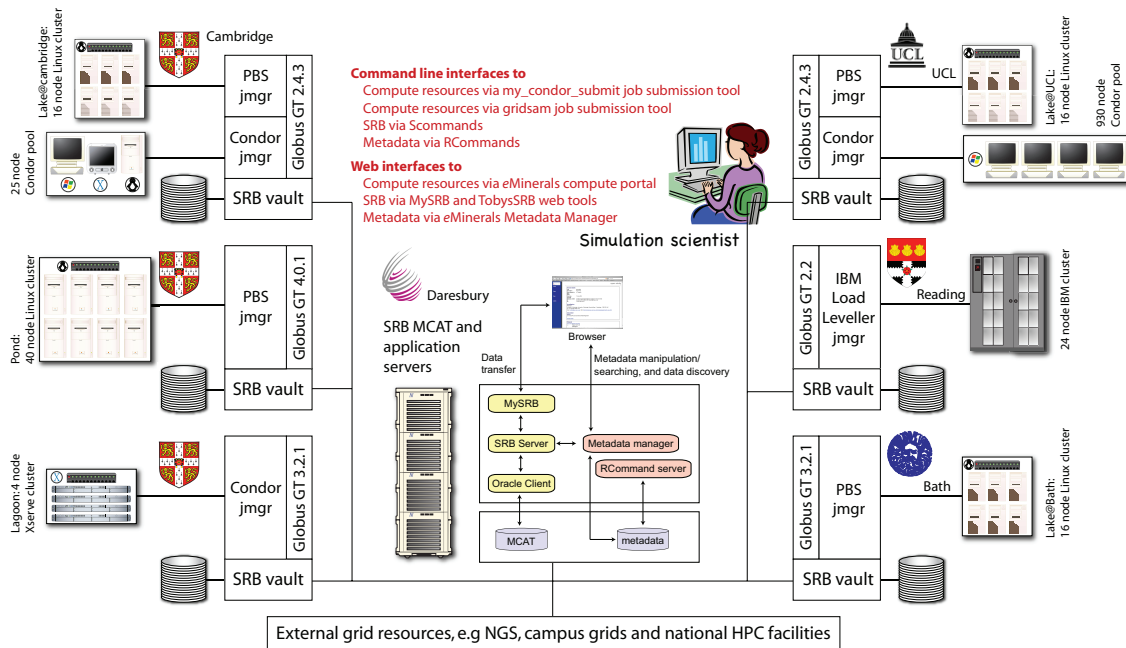 Lake@cambridge:
16 node Linux cluster
Cambridge
PBS
jmgr
Globus GT 2.4.3
25 node
Condor pool
Condor
jmgr
SRB vault
Command line interfaces to
Compute resources via my_condor_submit job submission tool
Compute resources via gridsam job submission tool
SRB via Scommands
Metadata via RCommands
Web interfaces to
Compute resources via eMinerals compute portal
SRB via MySRB and TobysSRB web tools
Metadata via eMinerals Metadata Manager
Simulation scientist
Globus GT 2.4.3
PBS
jmgr
UCL
UCL
Lake@UCL:
16 node Linux cluster
930 node
Condor pool
Condor
jmgr
SRB vault
Pond:
40 node Linux cluster
PBS
jmgr
Globus GT 4.0.1
SRB vault
Daresbury
SRB MCAT and
application
servers
Browser
Data
transfer
Metadata manipulation/
searching, and data discovery
MySRB
SRB Server
Metadata manager
RCommand server
Oracle Client
MCAT
metadata
Globus GT 2.2
IBM
Load
Leveller
jmgr
Reading
24 node IBM cluster
SRB vault
Lagoon:4 node
Xserve cluster
Condor
jmgr
Globus GT 3.2.1
SRB vault
Globus GT 3.2.1
PBS
jmgr
Bath
Lake@Bath:
16 node Linux cluster
SRB vault
External grid resources, e.g NGS, campus grids and national HPC facilities